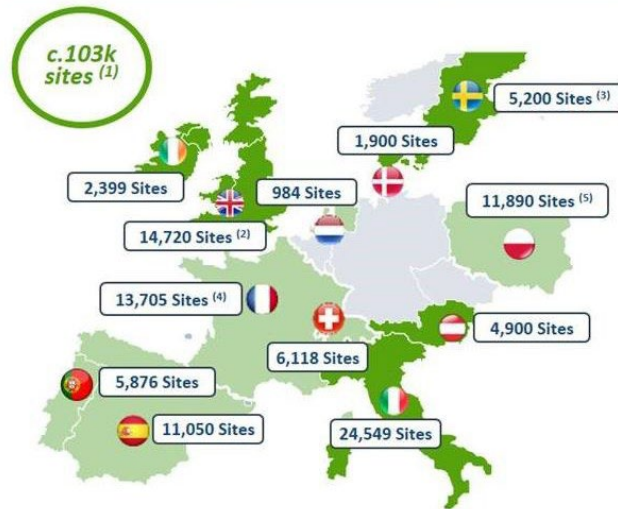 c.103k
sites (1)
5,200 Sites (3)
1,900 Sites
2,399 Sites
984 Sites
11,890 Sites (5)
14,720 Sites (2)
13,705 Sites (4)
4,900 Sites
6,118 Sites
5,876 Sites
11,050 Sites
24,549 Sites